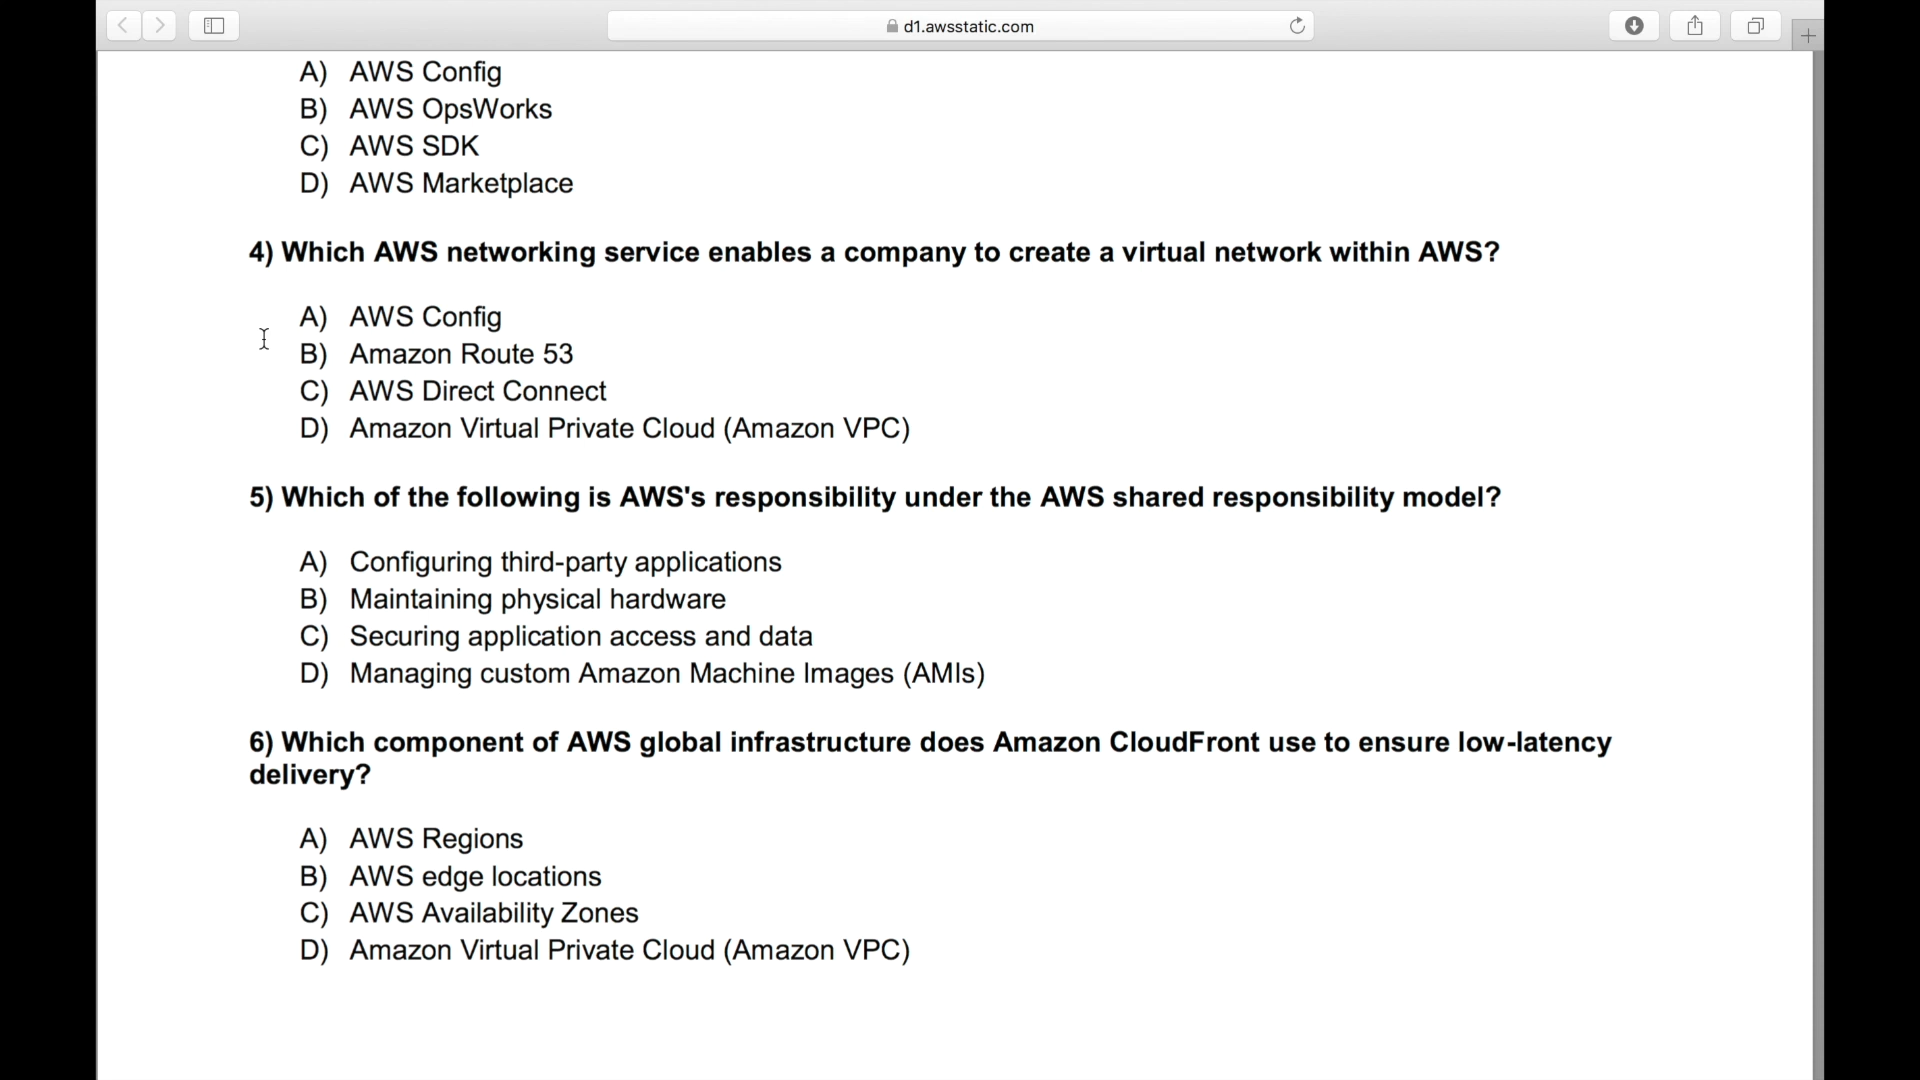 d1.awsstatic.com
A) AWS Config
B) AWS OpsWorks
C) AWS SDK
D) AWS Marketplace
4) Which AWS networking service enables a company to create a virtual network within AWS?
A) AWS Config
B) Amazon Route 53
C) AWS Direct Connect
D) Amazon Virtual Private Cloud (Amazon VPC)
5) Which of the following is AWS's responsibility under the AWS shared responsibility model?
A) Configuring third-party applications
B) Maintaining physical hardware
C) Securing application access and data
D) Managing custom Amazon Machine Images (AMIs)
6) Which component of AWS global infrastructure does Amazon CloudFront use to ensure low-latency
delivery?
A) AWS Regions
B) AWS edge locations
C) AWS Availability Zones
D) Amazon Virtual Private Cloud (Amazon VPC)